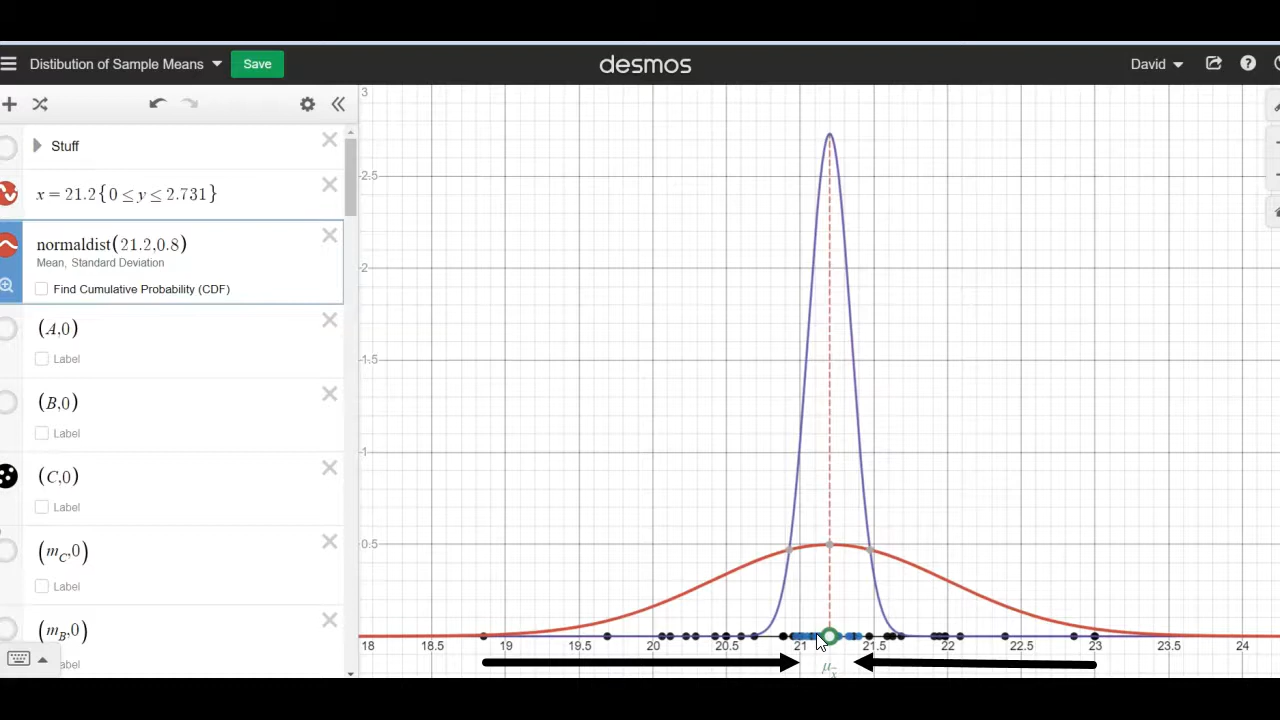 Distibution of Sample Means
Save
desmos
David
Stuff
x = 21.2{0 ≤ y ≤ 2.731}
normaldist(21.2,0.8)
Mean, Standard Deviation
Find Cumulative Probability (CDF)
(A,0)
Label
(B,0)
Label
(C,0)
Label
(m_C,0)
Label
(m_B,0)
abel
3
2.5
2
1.5
1
0.5
18 18.5 19 19.5 20 20.5 21 21.5 22 22.5 23 23.5 24
μ_x̄